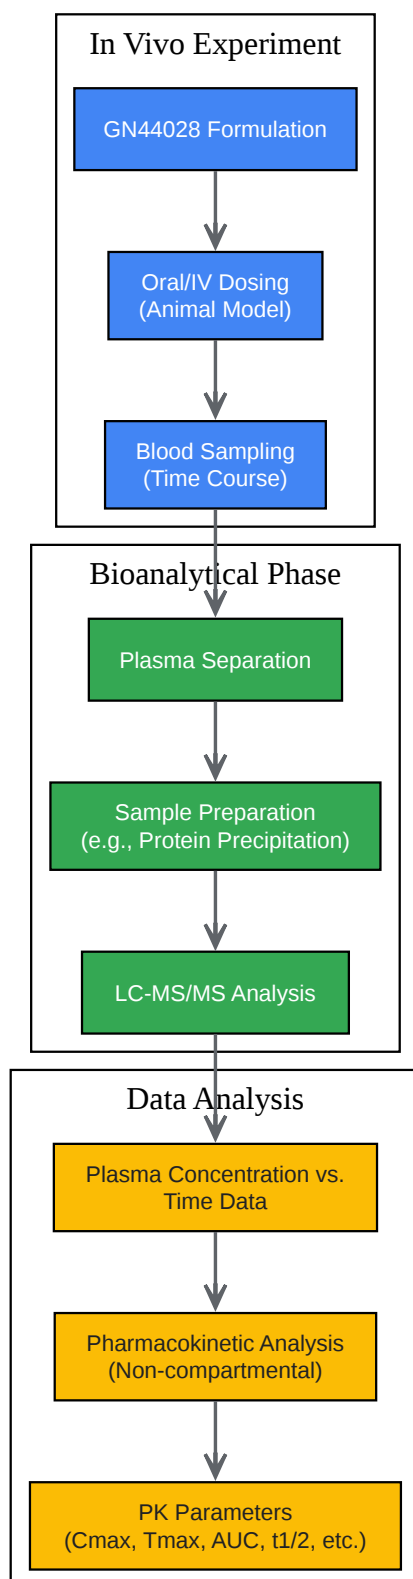 In Vivo Experiment
GN44028 Formulation
Oral/IV Dosing
(Animal Model)
Blood Sampling
(Time Course)
Bioanalytical Phase
Plasma Separation
Sample Preparation
(e.g., Protein Precipitation)
LC-MS/MS Analysis
Data Analysis
Plasma Concentration vs.
Time Data
Pharmacokinetic Analysis
(Non-compartmental)
PK Parameters
(Cmax, Tmax, AUC, t1/2, etc.)